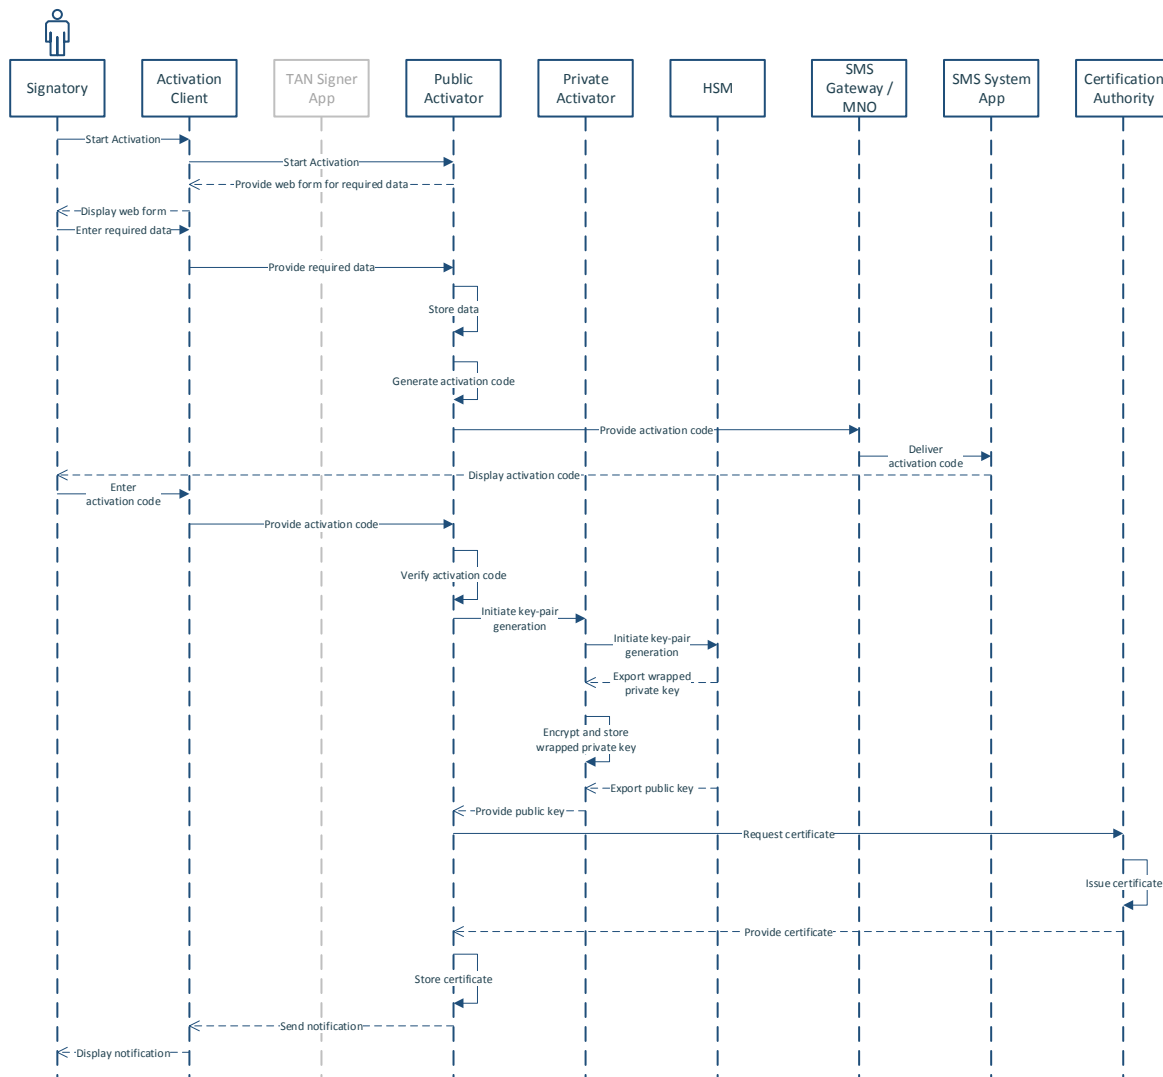 Signatory
Activation
Client
TAN Signer
App
Public
Activator
Private
Activator
HSM
SMS
Gateway /
MNO
SMS System
App
Certification
Authority
Start Activation
Start Activation
Provide web form for required data
Display web form
Enter required data
Provide required data
Store data
Generate activation code
Provide activation code
Deliver
activation code
Display activation code
Enter
activation code
Provide activation code
Verify activation code
Initiate key-pair
generation
Initiate key-pair
generation
Export wrapped
private key
Encrypt and store
wrapped private key
Export public key
Provide public key
Request certificate
Issue certificate
Provide certificate
Store certificate
Send notification
Display notification